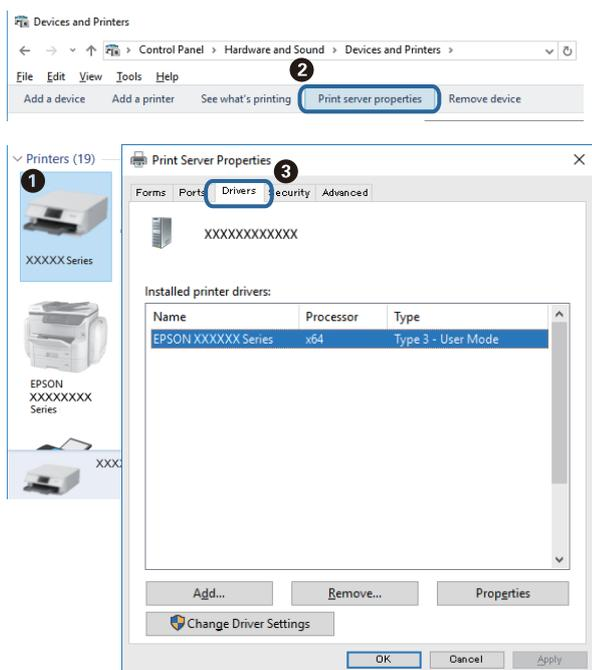 Devices and Printers
Control Panel > Hardware and Sound > Devices and Printers >
File Edit View Tools Help
2
Add a device Add a printer See what's printing Print server properties Remove device
Printers (19)
1
XXXXX Series
EPSON
XXXXXXXX
Series
XXX
Print Server Properties
3
Forms Ports Drivers Security Advanced
XXXXXXXXXXXX
Installed printer drivers:
Name Processor Type
EPSON XXXXXX Series x64 Type 3 - User Mode
Add... Remove... Properties
Change Driver Settings
OK Cancel Apply